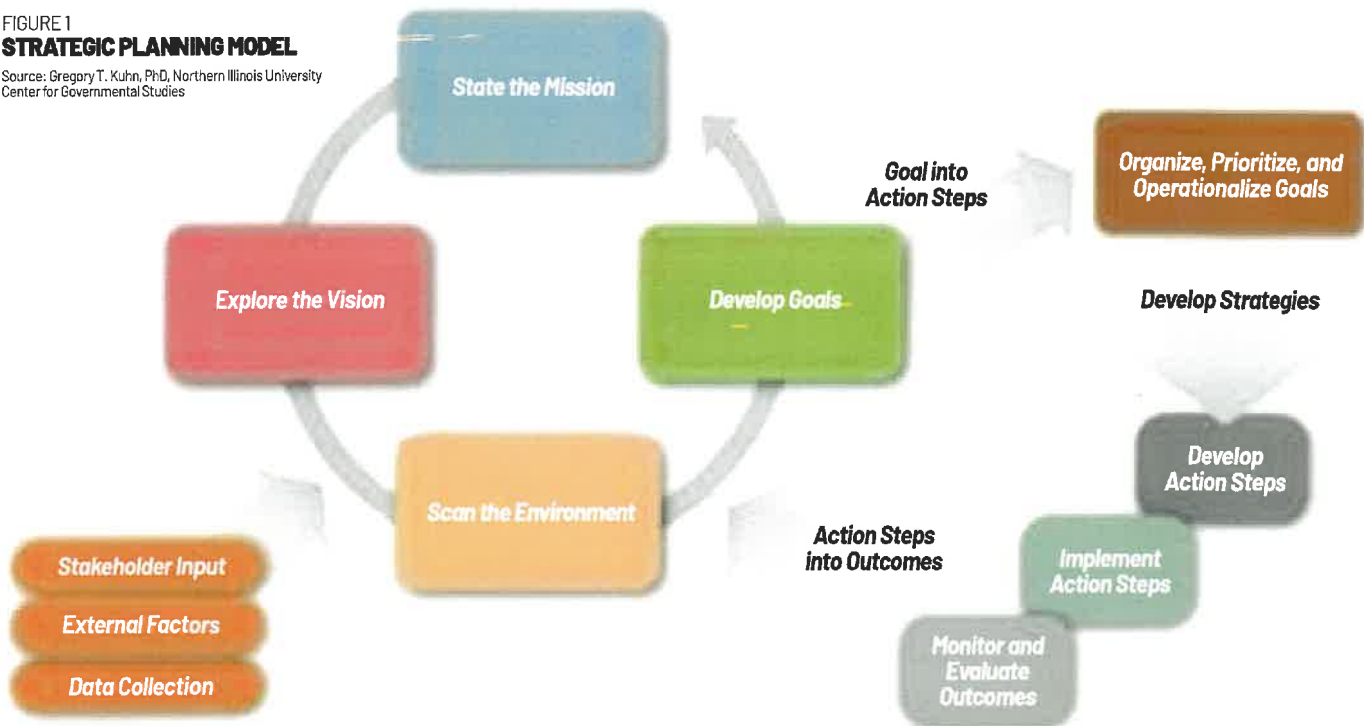 FIGURE 1
STRATEGIC PLANNING MODEL
Source: Gregory T. Kuhn, PhD, Northern Illinois University
Center for Governmental Studies
State the Mission
Explore the Vision
Develop Goals
Scan the Environment
Stakeholder Input
External Factors
Data Collection
Goal into
Action Steps
Organize, Prioritize, and
Operationalize Goals
Develop Strategies
Develop
Action Steps
Implement
Action Steps
Monitor and
Evaluate
Outcomes
Action Steps
into Outcomes